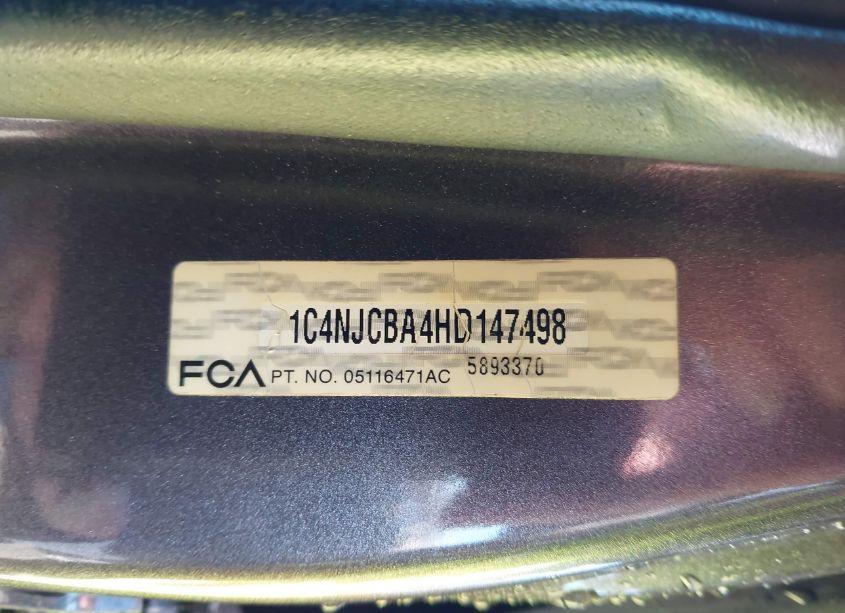 1C4NJCBA4HD147498
FCA PT. NO. 05116471AC 5893370